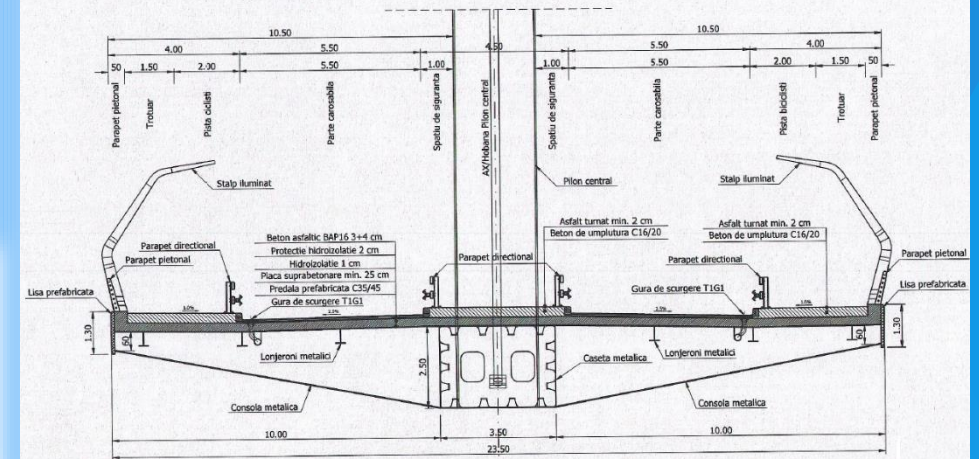 10.50
10.50
4.00
5.50
4.50
5.50
4.00
50
1.50
2.00
5.50
1.00
1.00
5.50
2.00
1.50
50
Parapet pietonal
Trotuar
Pista ciclisti
Parte carosabila
Spatiu de siguranta
AX/Hobana Pilon central
Spatiu de siguranta
Parte carosabila
Pista biciclisti
Trotuar
Parapet pietonal
Stalp iluminat
Pilon central
Stalp iluminat
Beton asfaltic BAP16 3+4 cm
Protectie hidroizolatie 2 cm
Hidroizolatie 1 cm
Placa suprabetonare min. 25 cm
Predala prefabricata C35/45
Gura de scurgere T1G1
Asfalt turnat min. 2 cm
Beton de umplutura C16/20
Asfalt turnat min. 2 cm
Beton de umplutura C16/20
Parapet directional
Parapet pietonal
Parapet directional
Parapet directional
Parapet pietonal
Lisa prefabricata
Gura de scurgere T1G1
Lisa prefabricata
2.5%
2.5%
1.30
60
Lonjeroni metalici
2.50
Caseta metalica
Lonjeroni metalici
60
1.30
Consola metalica
Consola metalica
10.00
3.50
10.00
23.50